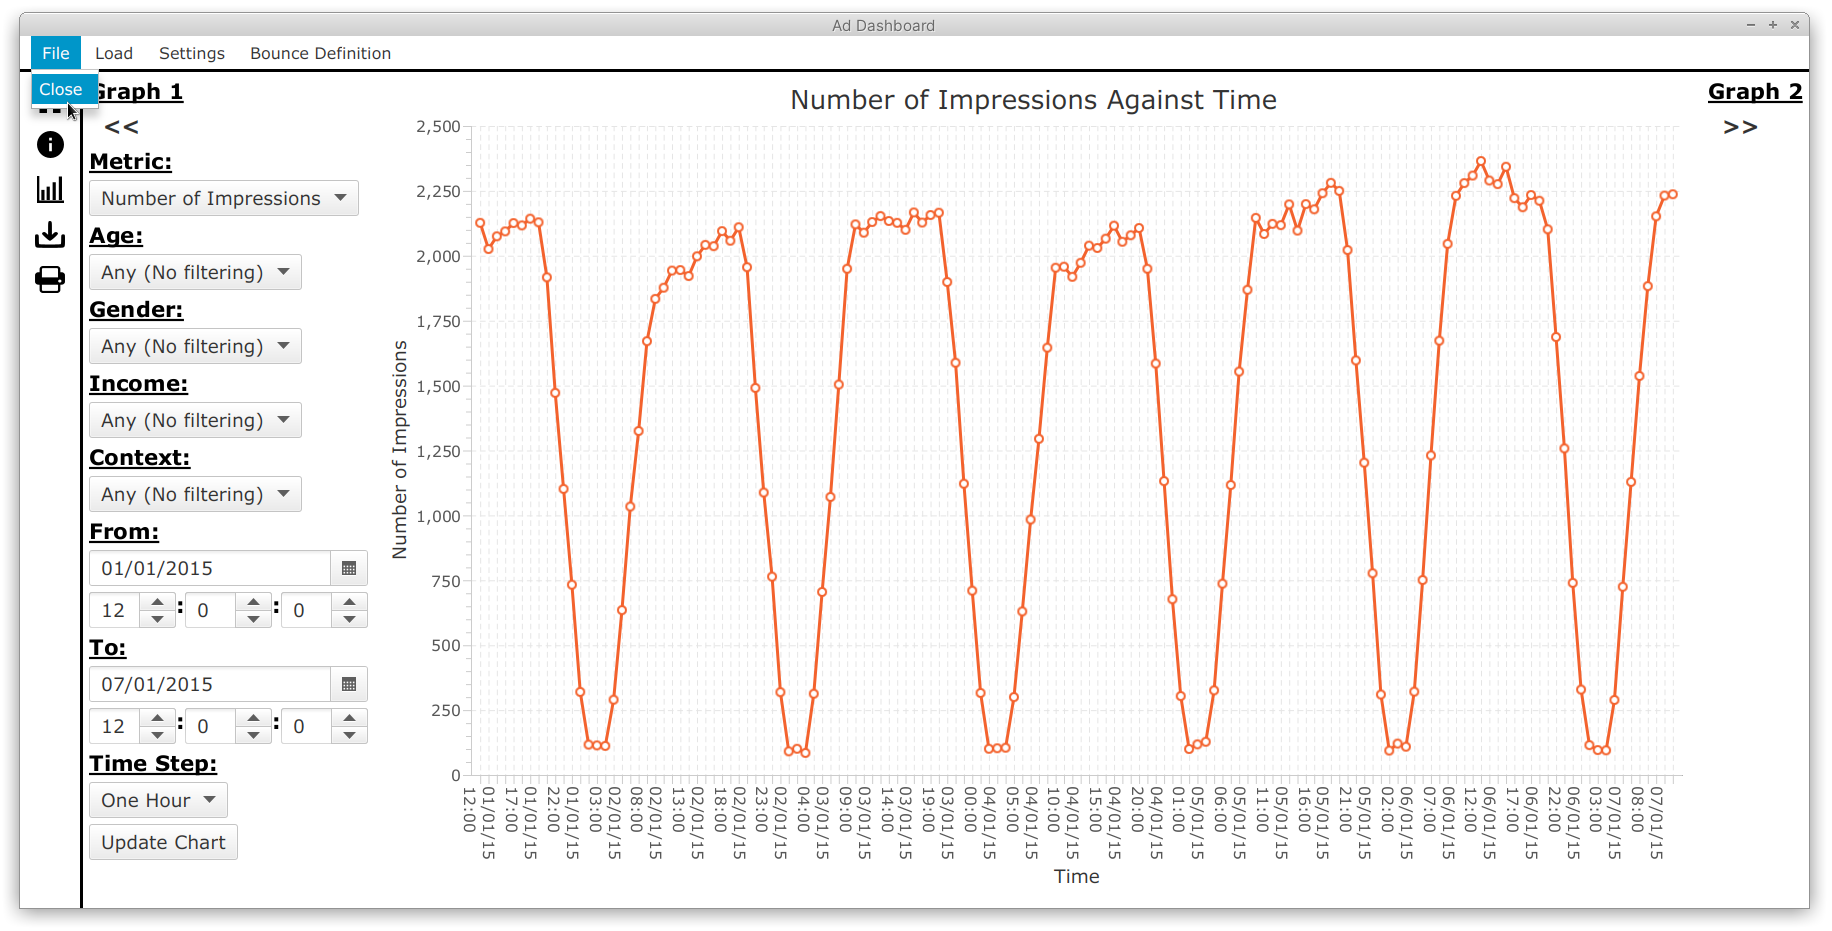 Ad Dashboard
File Load Settings Bounce Definition
Close
Graph 1
<<
Metric:
Number of Impressions
Age:
Any (No filtering)
Gender:
Any (No filtering)
Income:
Any (No filtering)
Context:
Any (No filtering)
From:
01/01/2015
12 : 0 : 0
To:
07/01/2015
12 : 0 : 0
Time Step:
One Hour
Update Chart
Number of Impressions Against Time
Graph 2
>>
Number of Impressions
2,500
2,250
2,000
1,750
1,500
1,250
1,000
750
500
250
0
01/01/15
12:00
01/01/15
17:00
01/01/15
22:00
02/01/15
03:00
02/01/15
08:00
02/01/15
13:00
02/01/15
18:00
02/01/15
23:00
03/01/15
04:00
03/01/15
09:00
03/01/15
14:00
03/01/15
19:00
04/01/15
00:00
04/01/15
05:00
04/01/15
10:00
04/01/15
15:00
04/01/15
20:00
05/01/15
01:00
05/01/15
06:00
05/01/15
11:00
05/01/15
16:00
05/01/15
21:00
06/01/15
02:00
06/01/15
07:00
06/01/15
12:00
06/01/15
17:00
06/01/15
22:00
07/01/15
03:00
07/01/15
08:00
Time